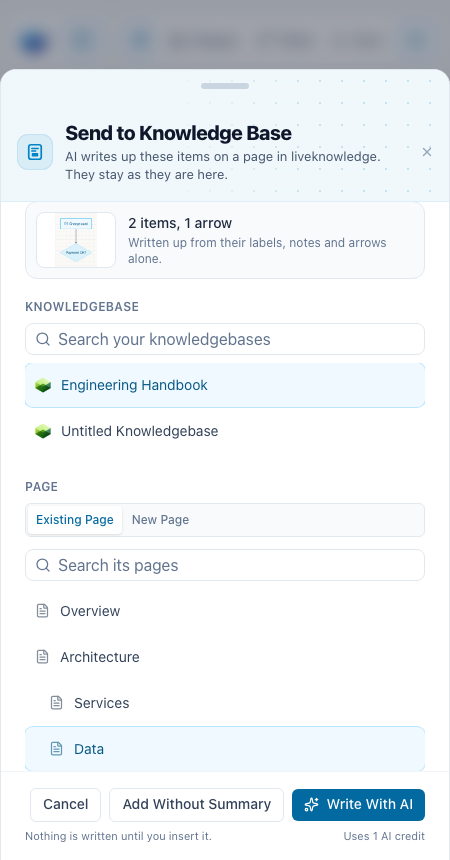 Send to Knowledge Base
AI writes up these items on a page in liveknowledge.
They stay as they are here.
2 items, 1 arrow
Written up from their labels, notes and arrows
alone.
KNOWLEDGEBASE
Search your knowledgebases
Engineering Handbook
Untitled Knowledgebase
PAGE
Existing Page
New Page
Search its pages
Overview
Architecture
Services
Data
Cancel
Add Without Summary
Write With AI
Nothing is written until you insert it.
Uses 1 AI credit